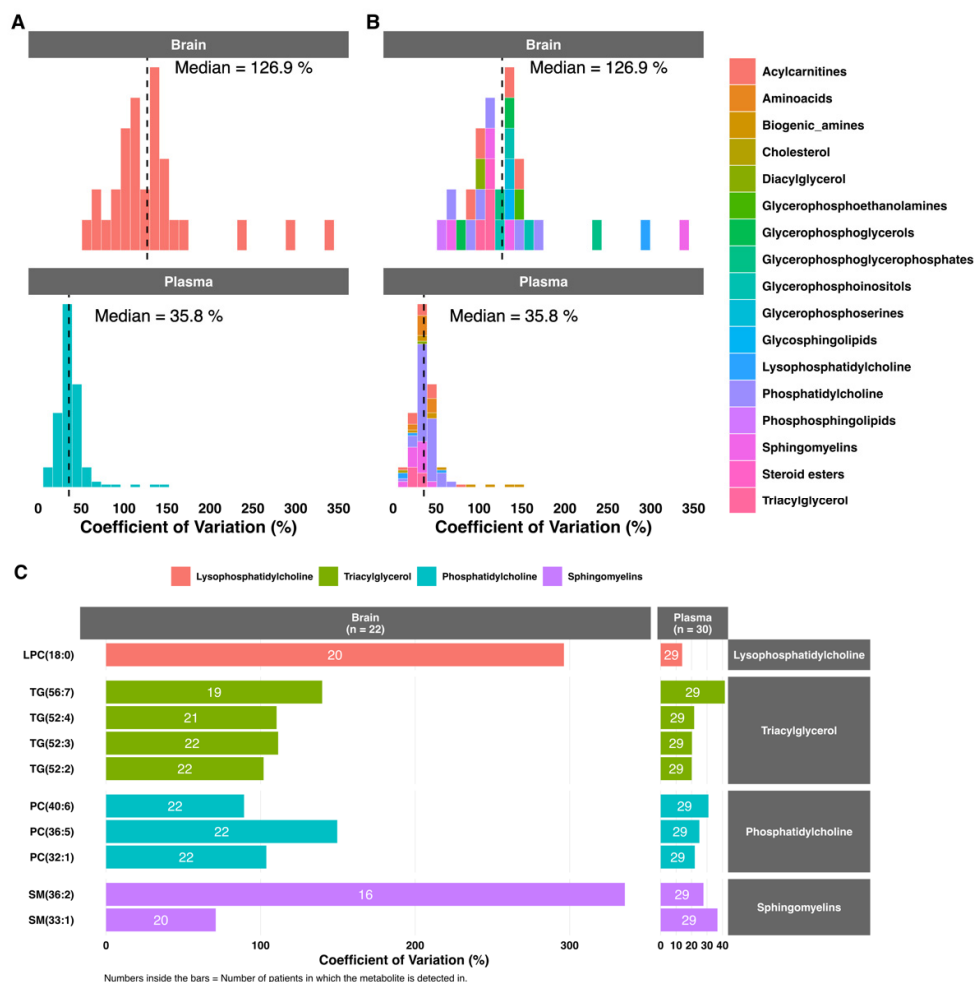 A
B
Brain
Brain
Median = 126.9 %
Median = 126.9 %
Plasma
Plasma
Median = 35.8 %
Median = 35.8 %
0 50 100 150 200 250 300 350
0 50 100 150 200 250 300 350
Coefficient of Variation (%)
Coefficient of Variation (%)
Acylcarnitines
Aminoacids
Biogenic_amines
Cholesterol
Diacylglycerol
Glycerophosphoethanolamines
Glycerophosphoglycerols
Glycerophosphoglycerophosphates
Glycerophosphoinositols
Glycerophosphoserines
Glycosphingolipids
Lysophosphatidylcholine
Phosphatidylcholine
Phosphosphingolipids
Sphingomyelins
Steroid esters
Triacylglycerol
C
Lysophosphatidylcholine Triacylglycerol Phosphatidylcholine Sphingomyelins
Brain
(n = 22)
Plasma
(n = 30)
LPC(18:0) 20 29 Lysophosphatidylcholine
TG(56:7) 19 29
TG(52:4) 21 29
Triacylglycerol
TG(52:3) 22 29
TG(52:2) 22 29
PC(40:6) 22 29
PC(36:5) 22 29 Phosphatidylcholine
PC(32:1) 22 29
SM(36:2) 16 29
Sphingomyelins
SM(33:1) 20 29
0 100 200 300 0 10 20 30 40
Coefficient of Variation (%)
Numbers inside the bars = Number of patients in which the metabolite is detected in.